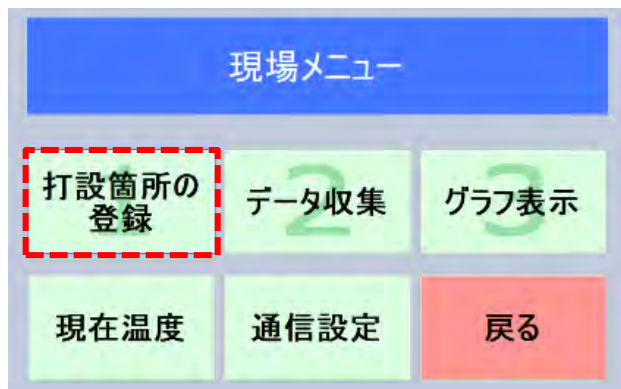 現場メニュー
1
打設箇所の
登録
2
データ収集
3
グラフ表示
現在温度
通信設定
戻る